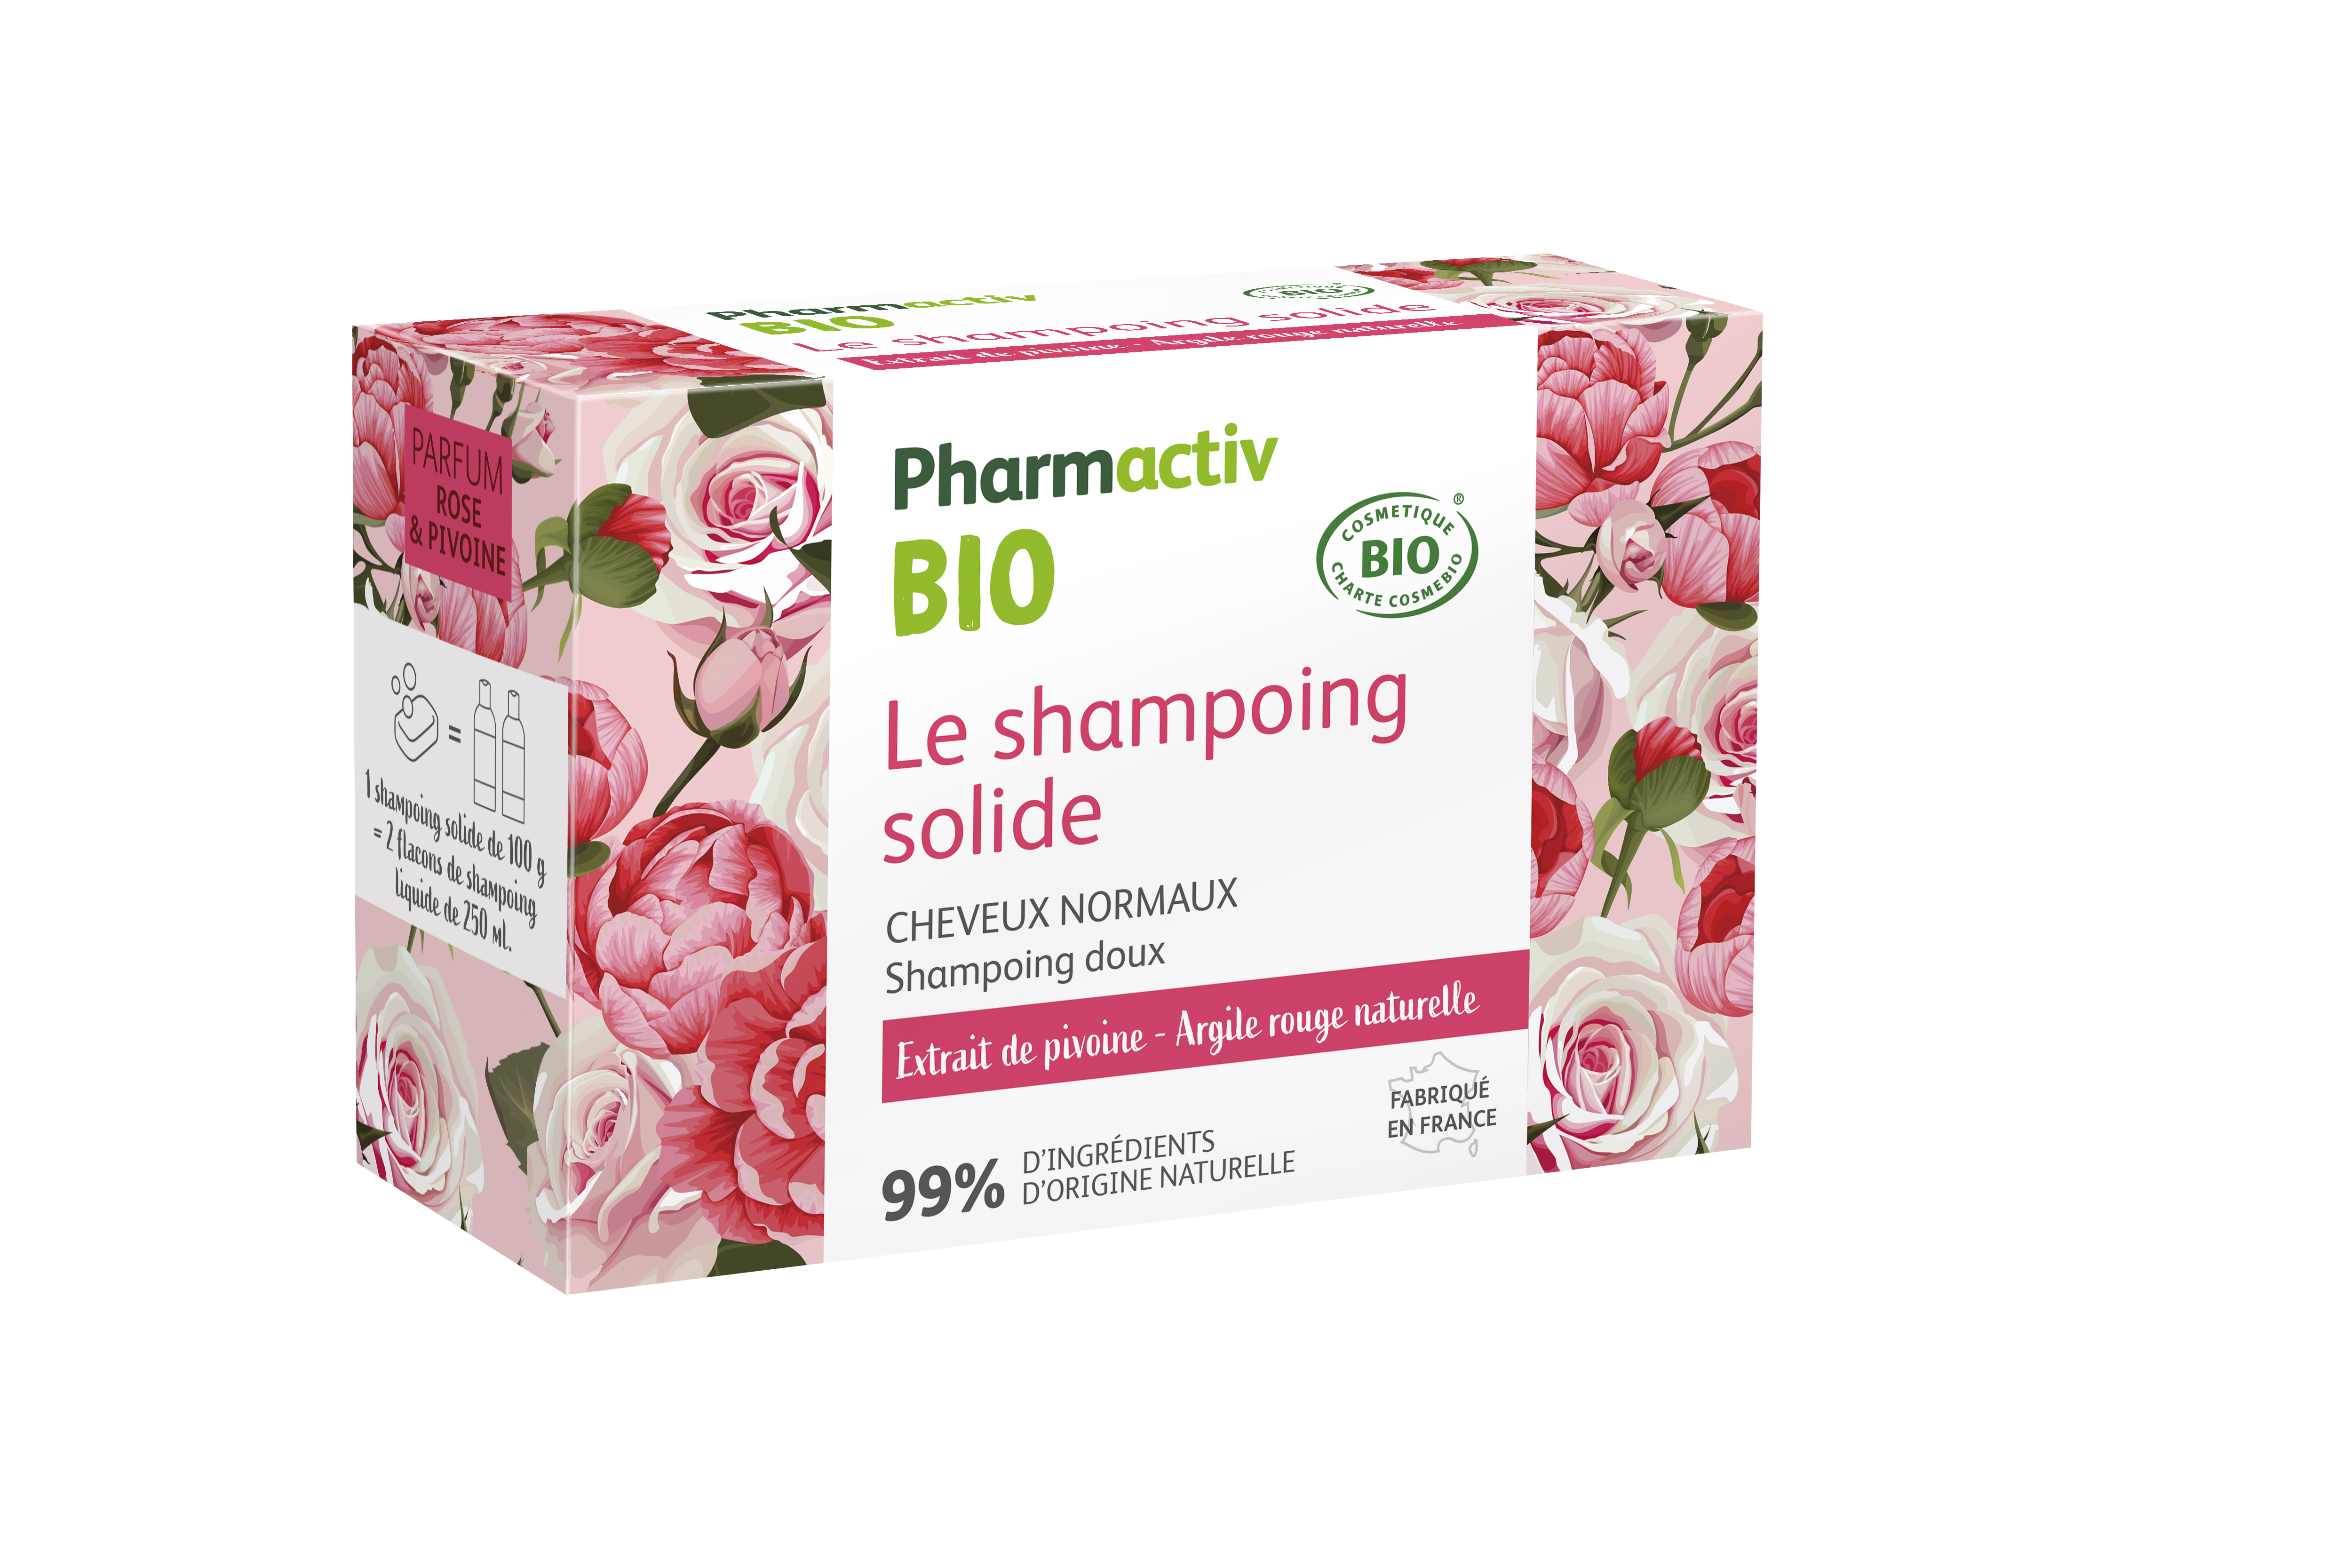 Pharmactiv
BIO
BIO
Le shampoing solide
Extrait de pivoine - Argile rouge naturelle
PARFUM
ROSE
& PIVOINE
=
1 shampoing solide de 100 g
= 2 flacons de shampoing
liquide de 250 ml.
Pharmactiv
BIO
COSMETIQUE
BIO
CHARTE COSMEBIO
®
Le shampoing
solide
CHEVEUX NORMAUX
Shampoing doux
Extrait de pivoine - Argile rouge naturelle
FABRIQUÉ
EN FRANCE
99% D'INGRÉDIENTS
D'ORIGINE NATURELLE